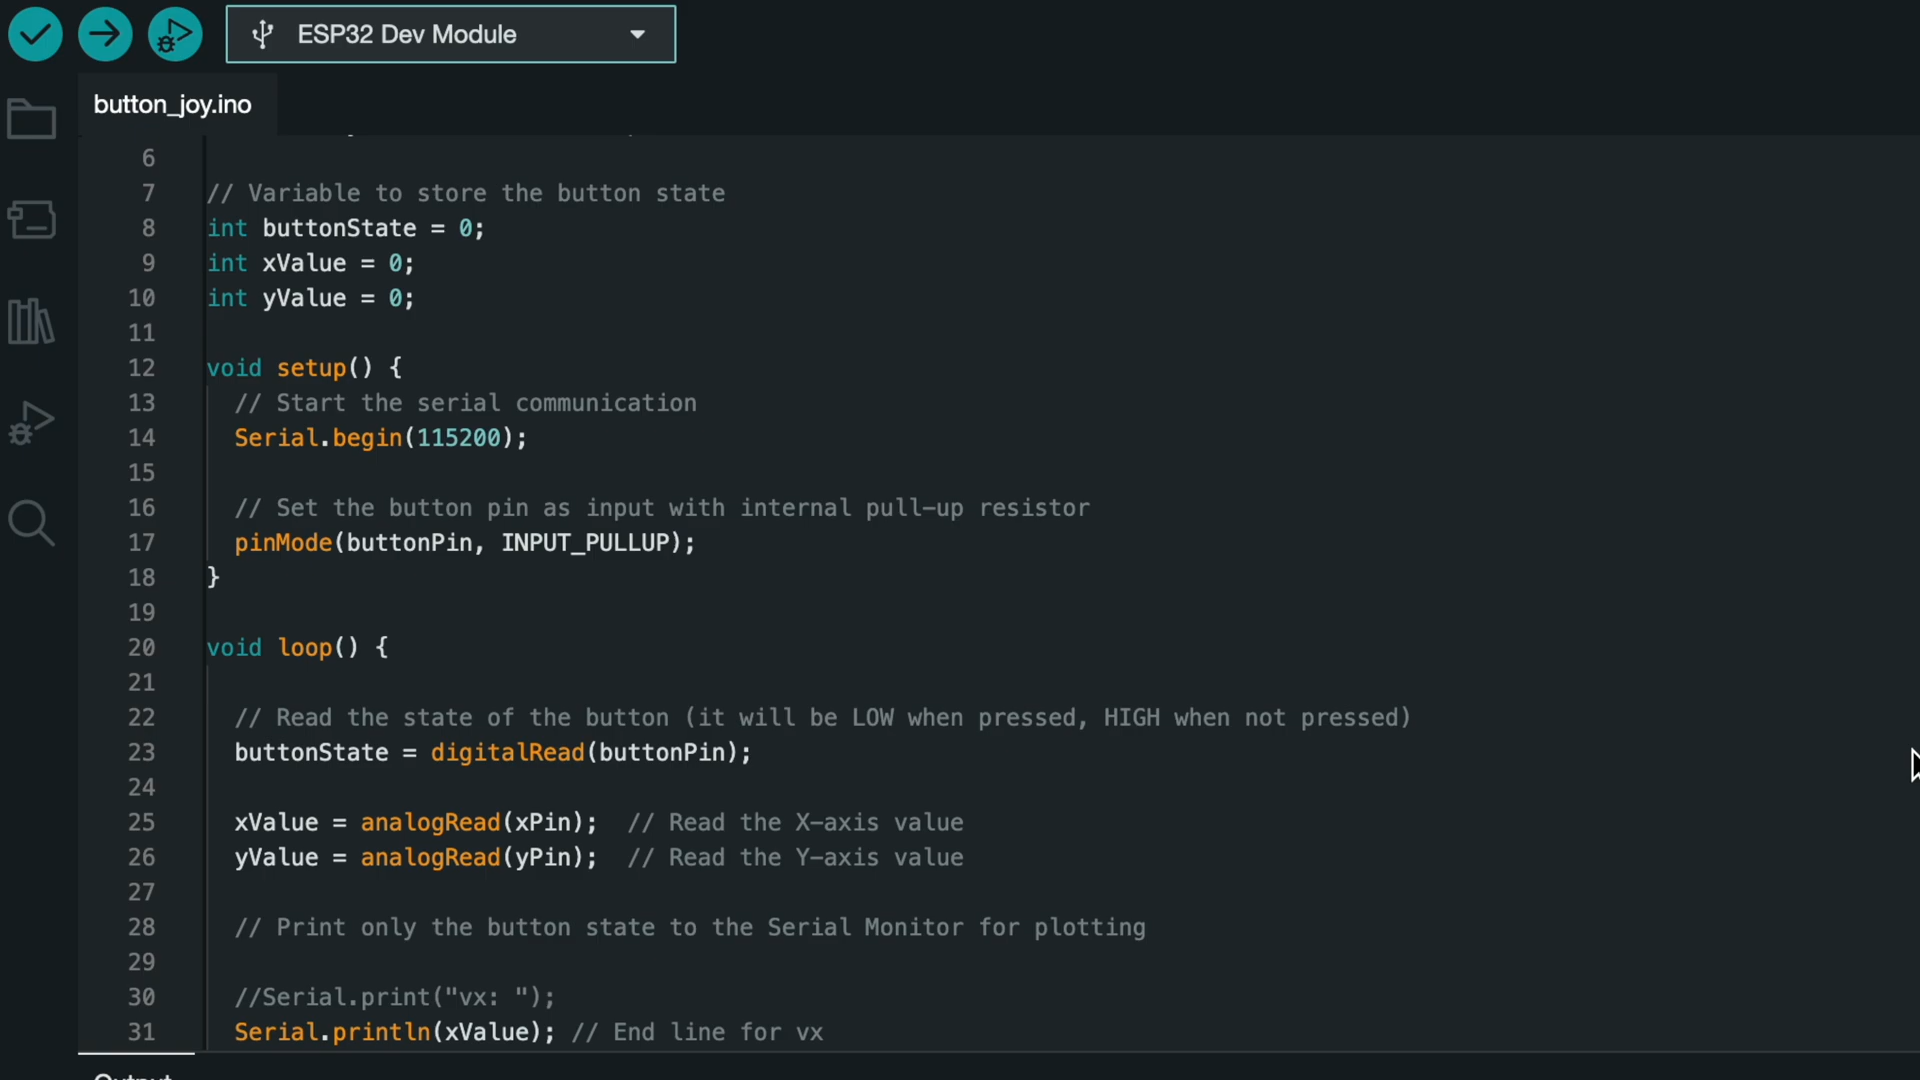 ESP32 Dev Module
button_joy.ino
6
7 // Variable to store the button state
8 int buttonState = 0;
9 int xValue = 0;
10 int yValue = 0;
11
12 void setup() {
13 // Start the serial communication
14 Serial.begin(115200);
15
16 // Set the button pin as input with internal pull-up resistor
17 pinMode(buttonPin, INPUT_PULLUP);
18 }
19
20 void loop() {
21
22 // Read the state of the button (it will be LOW when pressed, HIGH when not pressed)
23 buttonState = digitalRead(buttonPin);
24
25 xValue = analogRead(xPin); // Read the X-axis value
26 yValue = analogRead(yPin); // Read the Y-axis value
27
28 // Print only the button state to the Serial Monitor for plotting
29
30 //Serial.print("vx: ");
31 Serial.println(xValue); // End line for vx
Output